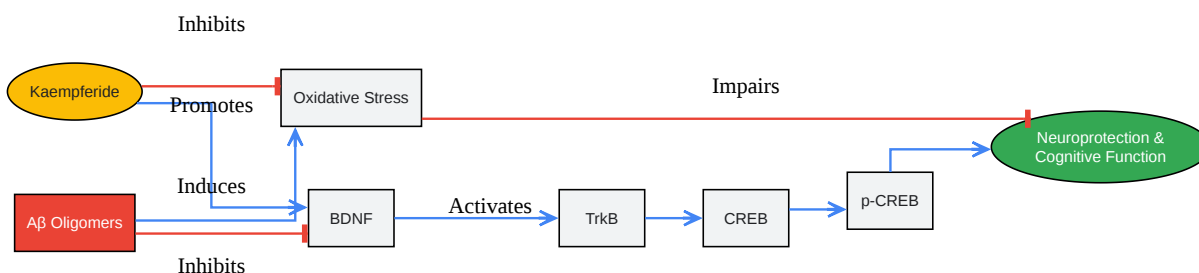 Inhibits
Kaempferide
Oxidative Stress
Impairs
Promotes
Neuroprotection &
Cognitive Function
Induces
Aβ Oligomers
BDNF
Activates
TrkB
CREB
p-CREB
Inhibits